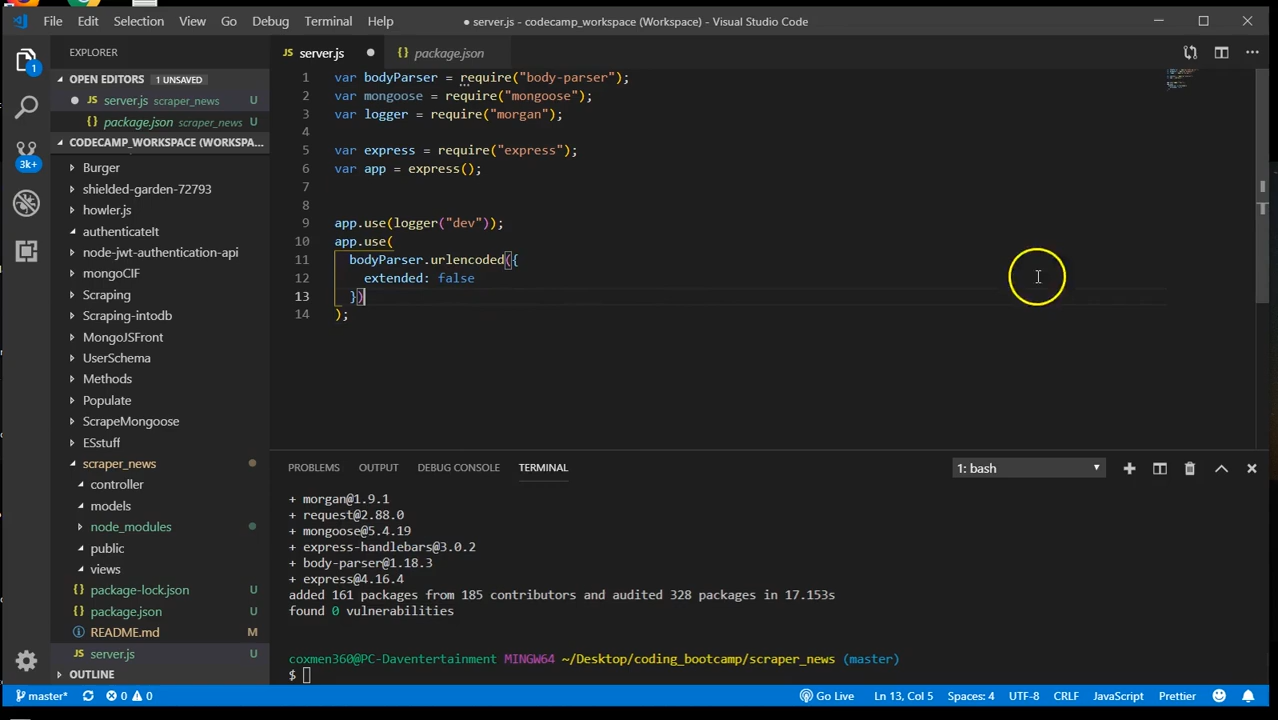 File Edit Selection View Go Debug Terminal Help
● server.js - codecamp_workspace (Workspace) - Visual Studio Code
EXPLORER
OPEN EDITORS 1 UNSAVED
JS server.js scraper_news U
{} package.json scraper_news U
CODECAMP_WORKSPACE (WORKSPA...
Burger
shielded-garden-72793
howler.js
authenticateIt
node-jwt-authentication-api
mongoCIF
Scraping
Scraping-intodb
MongoJSFront
UserSchema
Methods
Populate
ScrapeMongoose
ESstuff
scraper_news
controller
models
node_modules
public
views
{} package-lock.json U
{} package.json U
README.md M
JS server.js U
OUTLINE
1
3k+
JS server.js
{} package.json
1 var bodyParser = require("body-parser");
2 var mongoose = require("mongoose");
3 var logger = require("morgan");
4
5 var express = require("express");
6 var app = express();
7
8
9 app.use(logger("dev"));
10 app.use(
11 bodyParser.urlencoded({
12 extended: false
13 })
14 );
PROBLEMS OUTPUT DEBUG CONSOLE TERMINAL
1: bash
+ morgan@1.9.1
+ request@2.88.0
+ mongoose@5.4.19
+ express-handlebars@3.0.2
+ body-parser@1.18.3
+ express@4.16.4
added 161 packages from 185 contributors and audited 328 packages in 17.153s
found 0 vulnerabilities
coxmen360@PC-Daventertainment MINGW64 ~/Desktop/coding_bootcamp/scraper_news (master)
$
master* 0 0
Go Live Ln 13, Col 5 Spaces: 4 UTF-8 CRLF JavaScript Prettier